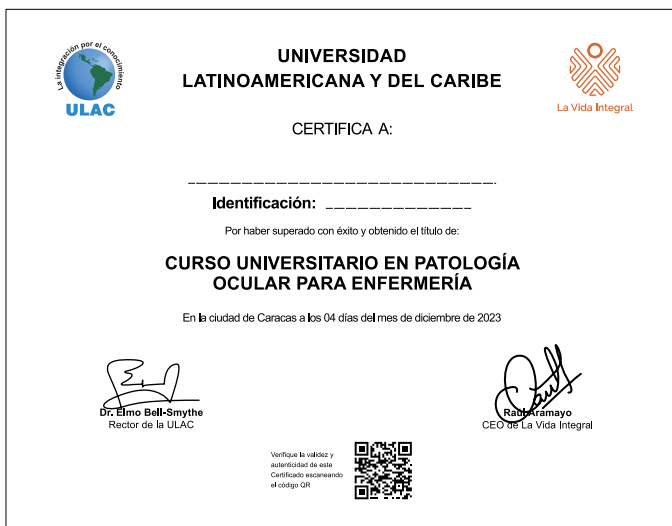 La integración por el conocimiento
ULAC
UNIVERSIDAD
LATINOAMERICANA Y DEL CARIBE
La Vida Integral
CERTIFICA A:
Identificación:
Por haber superado con éxito y obtenido el título de:
CURSO UNIVERSITARIO EN PATOLOGÍA
OCULAR PARA ENFERMERÍA
En la ciudad de Caracas a los 04 días del mes de diciembre de 2023
Dr. Elmo Bell-Smythe
Rector de la ULAC
Raúl Aramayo
CEO de La Vida Integral
Verifique la validez y
autenticidad de este
Certificado escaneando
el código QR